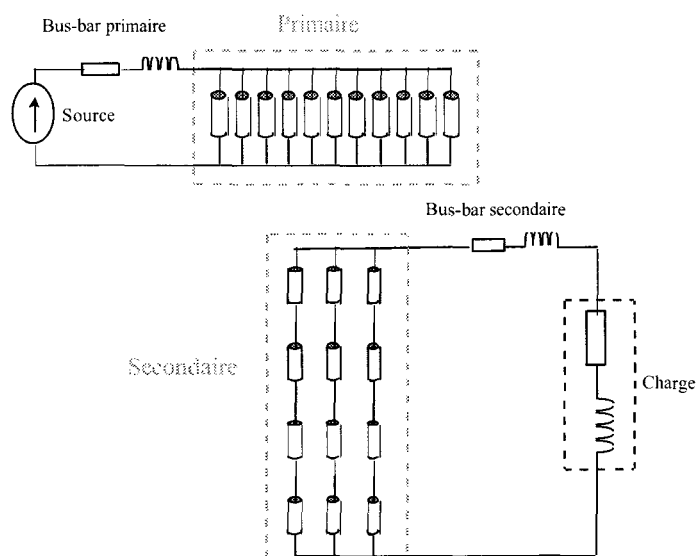 Primaire
Bus-bar primaire
Source
Bus-bar secondaire
Secondaire
Charge